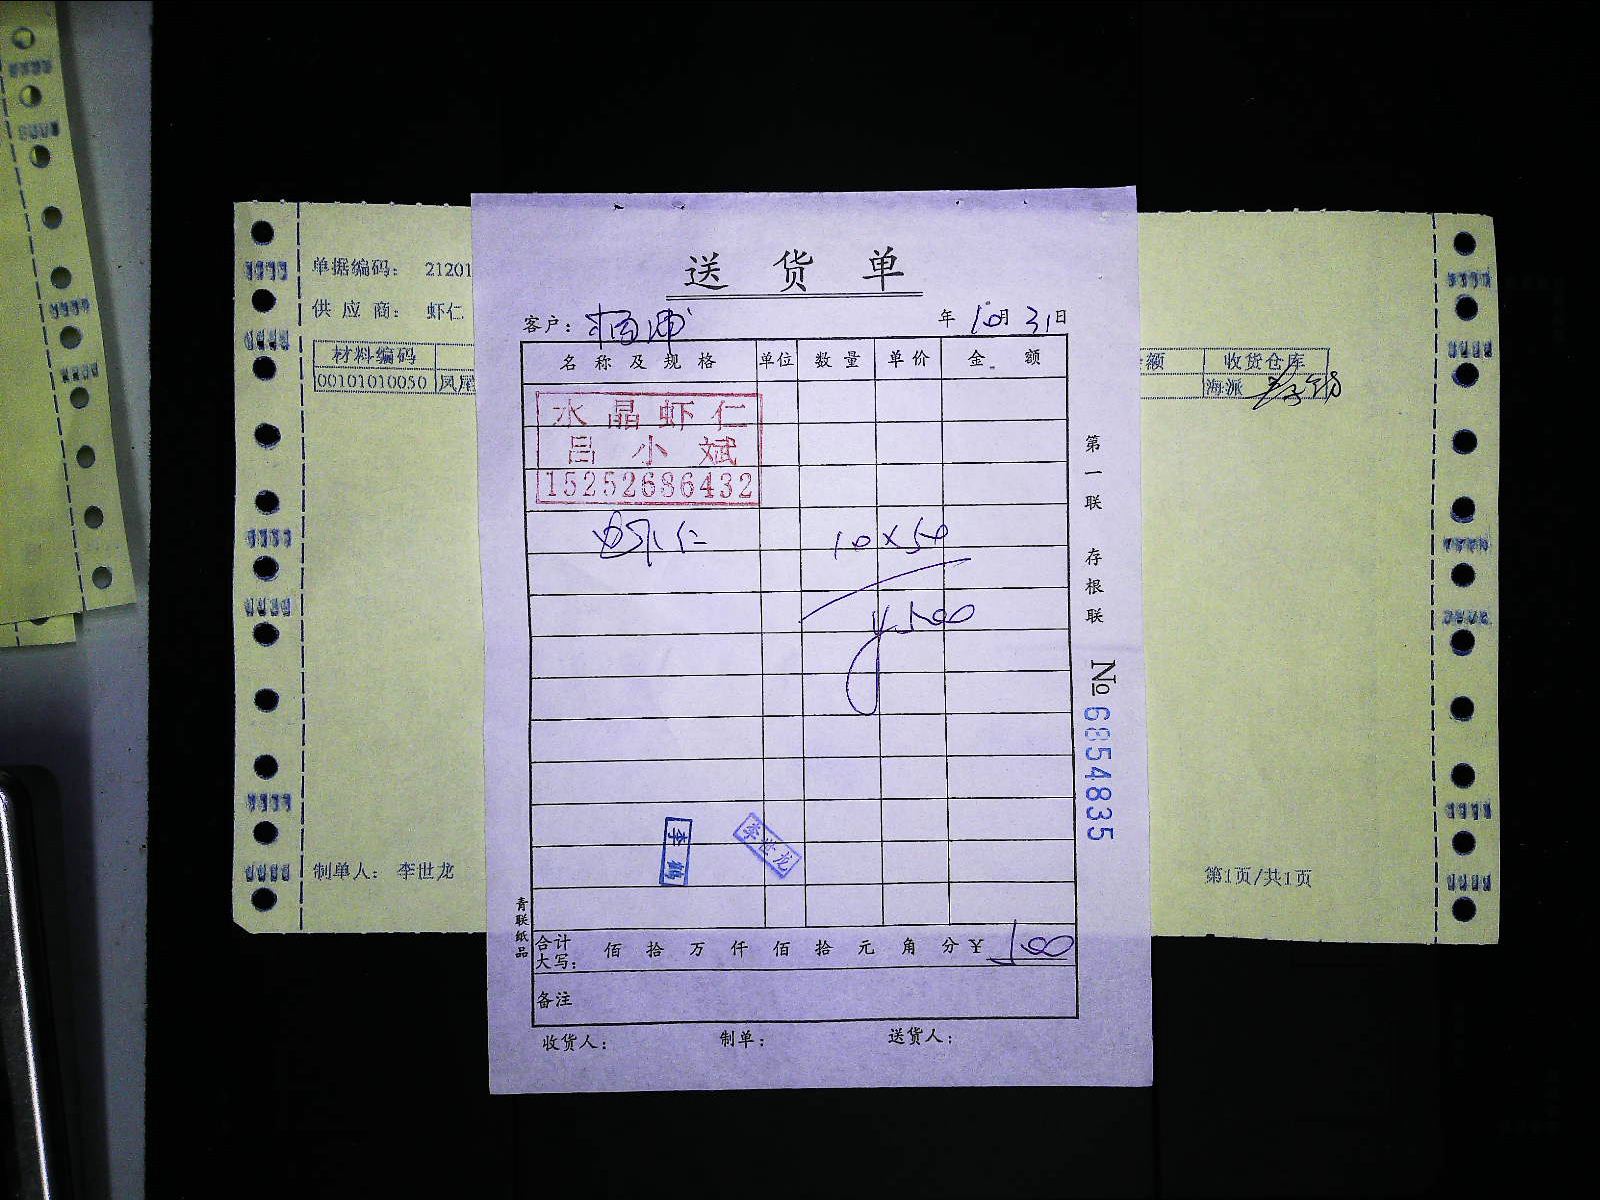 送货单
客户：杨浦 年 10月 31日
名称及规格 单位 数量 单价 金额
水晶虾仁
吕小斌
15252686432
虾仁 10×50
¥500
李世龙
合计大写： 佰 拾 万 仟 佰 拾 元 角 分 ¥ 500
备注
收货人： 制单： 送货人：
青联纸品
第一联 存根联
№ 6854835
单据编码： 21201
供应商： 虾仁
材料编码
00101010050 凤尾
额 收货仓库
海派
制单人： 李世龙
第1页/共1页